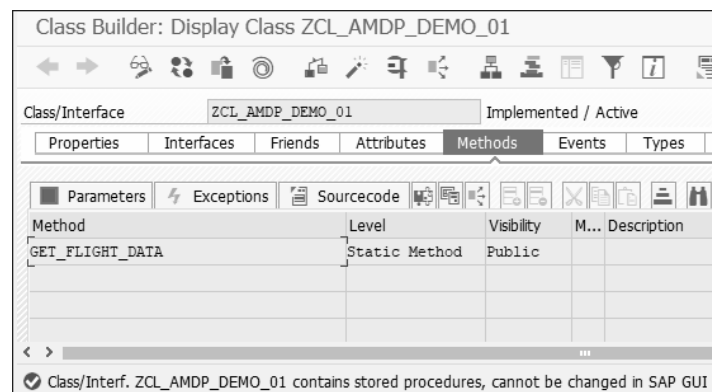 Class Builder: Display Class ZCL_AMDP_DEMO_01
Class/Interface ZCL_AMDP_DEMO_01 Implemented / Active
Properties Interfaces Friends Attributes Methods Events Types
Parameters Exceptions Sourcecode
Method Level Visibility M... Description
GET_FLIGHT_DATA Static Method Public
Class/Interf. ZCL_AMDP_DEMO_01 contains stored procedures, cannot be changed in SAP GUI